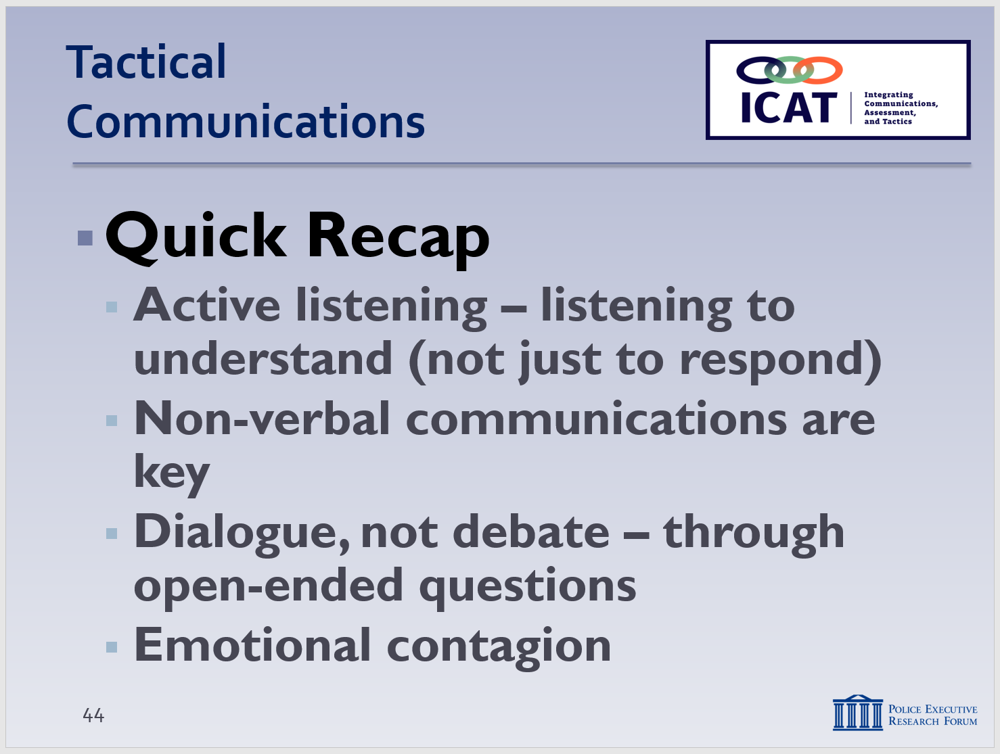 Tactical
Communications
ICAT
Integrating
Communications,
Assessment,
and Tactics
Quick Recap
Active listening – listening to
understand (not just to respond)
Non-verbal communications are
key
Dialogue, not debate – through
open-ended questions
Emotional contagion
44
Police Executive
Research Forum